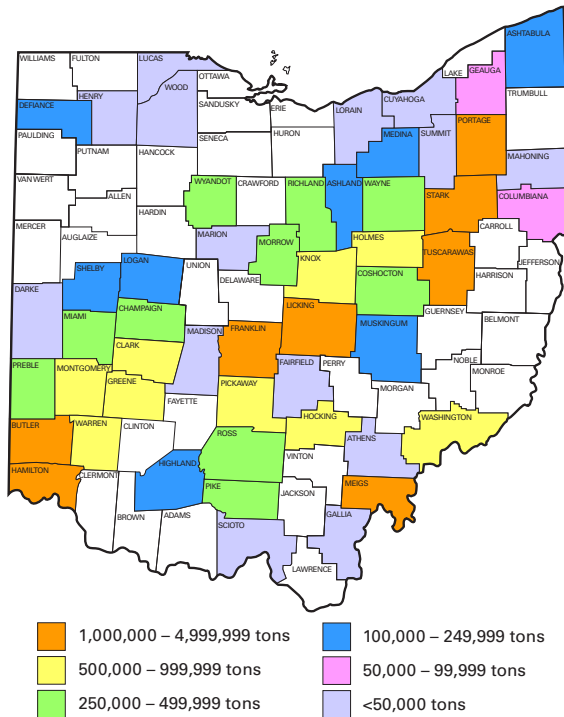 ASHTABULA
WILLIAMS
FULTON
LUCAS
OTTAWA
LAKE
GEAUGA
WOOD
HENRY
CUYAHOGA
TRUMBULL
DEFIANCE
SANDUSKY
ERIE
LORAIN
PORTAGE
PAULDING
HURON
MEDINA
SUMMIT
SENECA
PUTNAM
HANCOCK
MAHONING
VAN WERT
WYANDOT
CRAWFORD
RICHLAND
ASHLAND
WAYNE
STARK
ALLEN
COLUMBIANA
HARDIN
MERCER
CARROLL
MARION
HOLMES
AUGLAIZE
MORROW
TUSCARAWAS
KNOX
LOGAN
UNION
JEFFERSON
SHELBY
COSHOCTON
HARRISON
DELAWARE
DARKE
LICKING
CHAMPAIGN
GUERNSEY
MIAMI
BELMONT
MUSKINGUM
FRANKLIN
MADISON
CLARK
NOBLE
PREBLE
FAIRFIELD
PERRY
MONTGOMERY
MONROE
GREENE
PICKAWAY
MORGAN
FAYETTE
HOCKING
WASHINGTON
BUTLER
WARREN
CLINTON
ROSS
ATHENS
VINTON
HIGHLAND
HAMILTON
CLERMONT
MEIGS
PIKE
JACKSON
BROWN
ADAMS
GALLIA
SCIOTO
LAWRENCE
1,000,000 – 4,999,999 tons
500,000 – 999,999 tons
250,000 – 499,999 tons
100,000 – 249,999 tons
50,000 – 99,999 tons
<50,000 tons